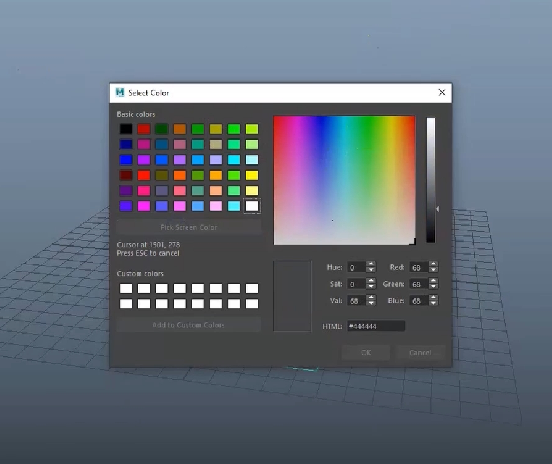 Select Color
Basic colors
Pick Screen Color
Cursor at 1501, 278
Press ESC to cancel
Custom colors
Add to Custom Colors
Hue: 0 Red: 68
Sat: 0 Green: 68
Val: 68 Blue: 68
HTML: #444444
OK Cancel